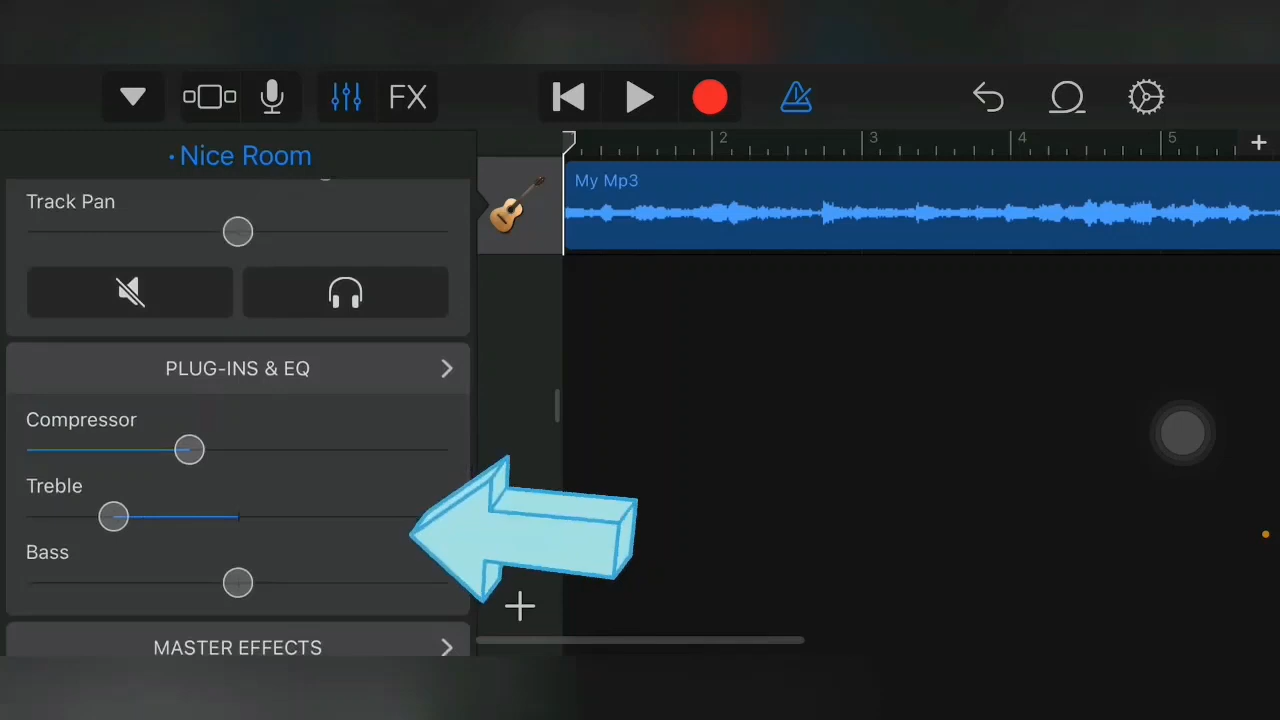 FX
· Nice Room
2 3 4 5
My Mp3
Track Pan
PLUG-INS & EQ
Compressor
Treble
Bass
MASTER EFFECTS